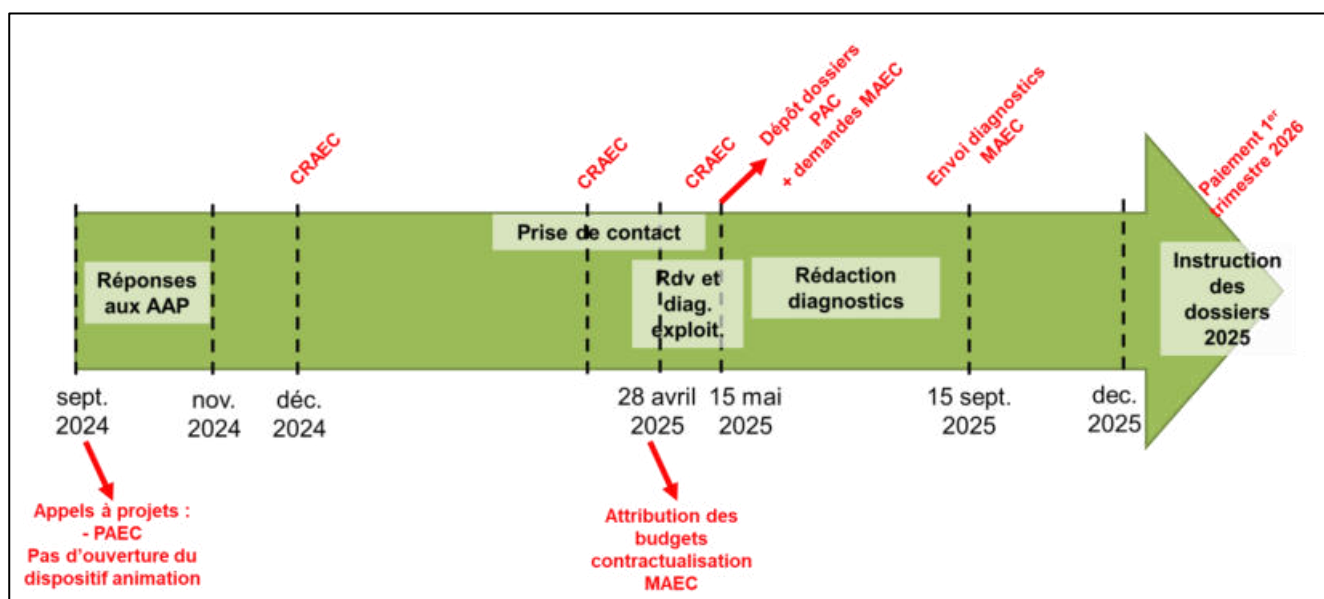 CRAEC
CRAEC
CRAEC
Dépôt dossiers
PAC
+ demandes MAEC
Envoi diagnostics
MAEC
Paiement 1er
trimestre 2026
Réponses
aux AAP
Prise de contact
Rdv et
diag.
exploit.
Rédaction
diagnostics
Instruction
des
dossiers
2025
sept.
2024
nov.
2024
déc.
2024
28 avril
2025
15 mai
2025
15 sept.
2025
dec.
2025
Appels à projets :
- PAEC
Pas d'ouverture du
dispositif animation
Attribution des
budgets
contractualisation
MAEC